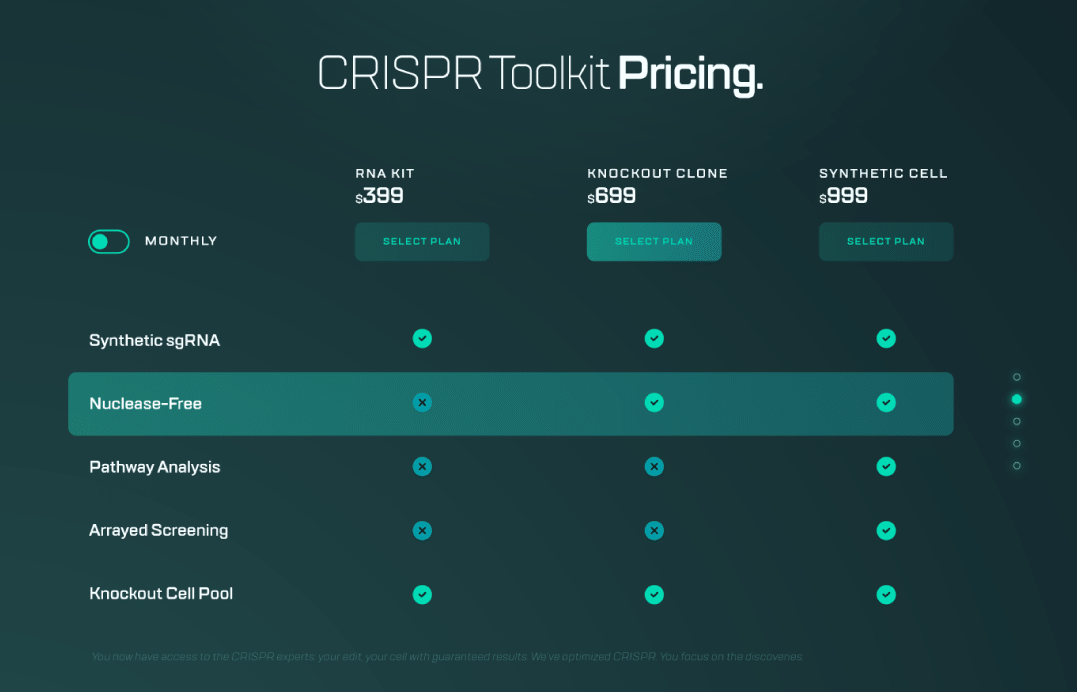 CRISPR Toolkit Pricing.
RNA KIT
$399
SELECT PLAN
KNOCKOUT CLONE
$699
SELECT PLAN
SYNTHETIC CELL
$999
SELECT PLAN
MONTHLY
Synthetic sgRNA
Nuclease-Free
Pathway Analysis
Arrayed Screening
Knockout Cell Pool
You now have access to the CRISPR experts: your edit, your cell with guaranteed results. We've optimized CRISPR. You focus on the discoveries.